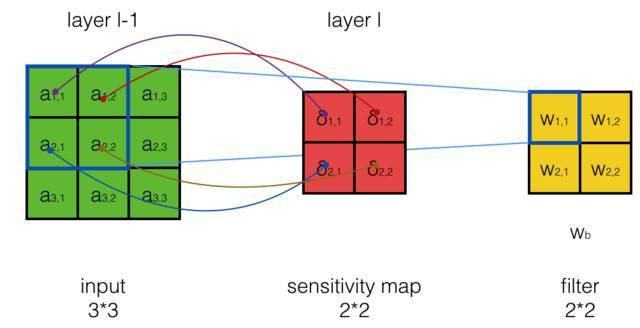 layer l-1
layer l
a1,1 a1,2 a1,3
a2,1 a2,2 a2,3
a3,1 a3,2 a3,3
δ1,1 δ1,2
δ2,1 δ2,2
w1,1 w1,2
w2,1 w2,2
wb
input
3*3
sensitivity map
2*2
filter
2*2